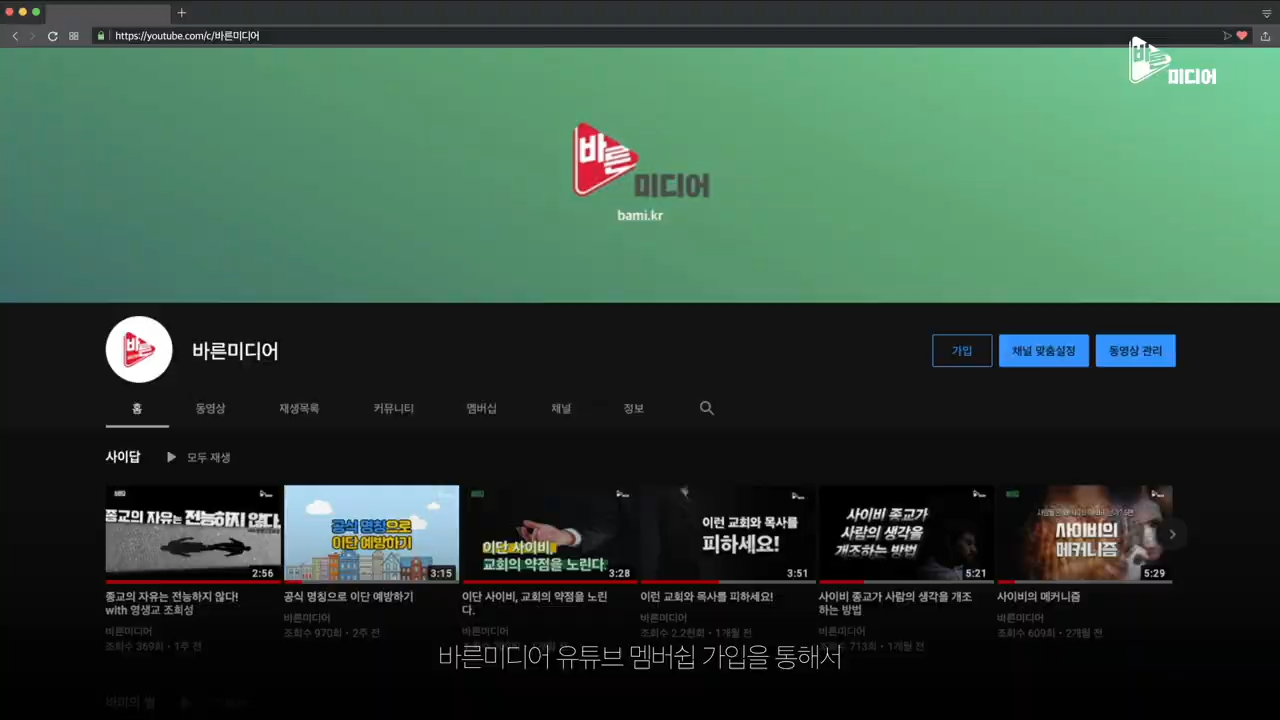 https://youtube.com/c/바른미디어
바른
미디어
바른
미디어
bami.kr
바른
바른미디어
가입
채널 맞춤설정
동영상 관리
홈
동영상
재생목록
커뮤니티
멤버십
채널
정보
사이답
모두 재생
종교의 자유는 전능하지 않다.
2:56
공식 명칭으로
이단 예방하기
3:15
이단 사이비,
교회의 약점을 노린다.
3:28
이런 교회와 목사를
피하세요!
3:51
사이비 종교가
사람의 생각을
개조하는 방법
5:21
사이비의
메커니즘
5:29
종교의 자유는 전능하지 않다!
with 영생교 조희성
바른미디어
조회수 369회 • 1주 전
공식 명칭으로 이단 예방하기
바른미디어
조회수 970회 • 2주 전
이단 사이비, 교회의 약점을 노린
다.
바른미디어
이런 교회와 목사를 피하세요!
바른미디어
조회수 2.2천회 • 1개월 전
사이비 종교가 사람의 생각을 개조
하는 방법
바른미디어
713회 • 1개월 전
사이비의 메커니즘
바른미디어
조회수 609회 • 2개월 전
바른미디어 유튜브 멤버쉽 가입을 통해서